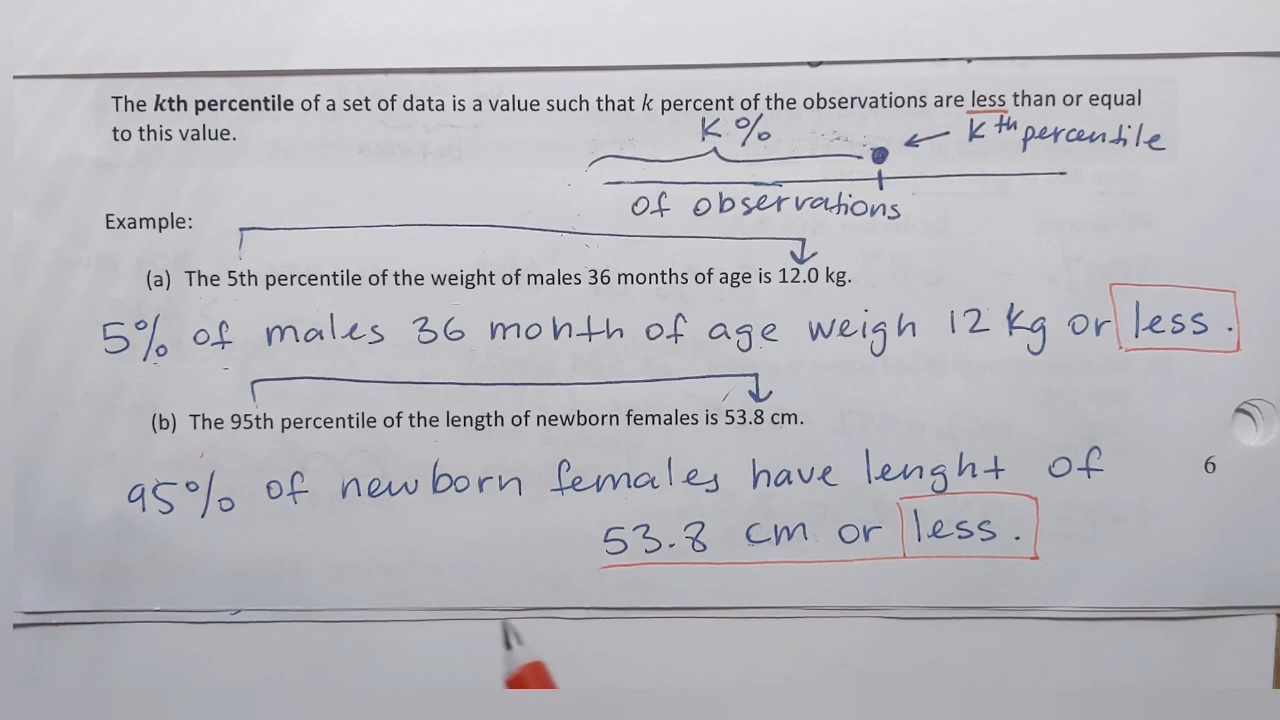 The kth percentile of a set of data is a value such that k percent of the observations are less than or equal
to this value.
K%
kth percentile
of observations
Example:
(a) The 5th percentile of the weight of males 36 months of age is 12.0 kg.
5% of males 36 month of age weigh 12 kg or less.
(b) The 95th percentile of the length of newborn females is 53.8 cm.
95% of newborn females have lenght of
53.8 cm or less.
6